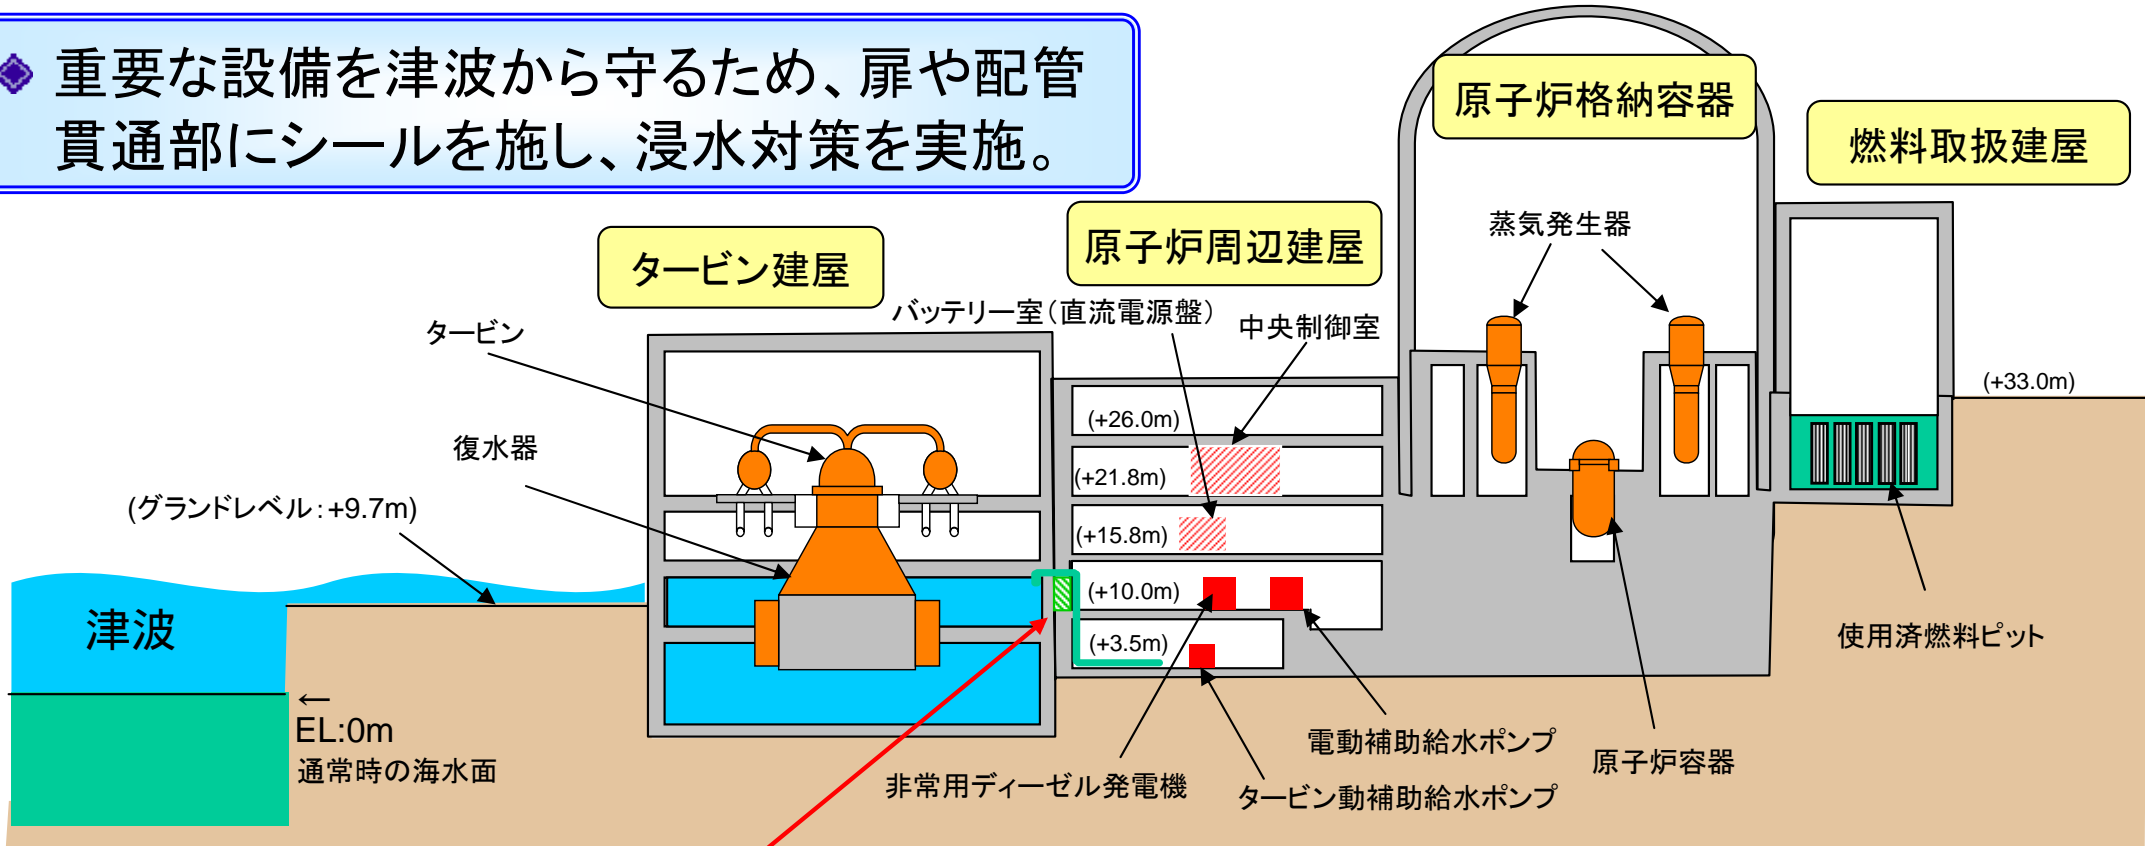 重要な設備を津波から守るため、扉や配管
貫通部にシールを施し、浸水対策を実施。
原子炉格納容器
燃料取扱建屋
タービン建屋
原子炉周辺建屋
蒸気発生器
バッテリー室(直流電源盤)
中央制御室
タービン
(+33.0m)
(+26.0m)
復水器
(+21.8m)
(グランドレベル:+9.7m)
(+15.8m)
(+10.0m)
津波
(+3.5m)
使用済燃料ピット
←
EL:0m
通常時の海水面
電動補助給水ポンプ
原子炉容器
非常用ディーゼル発電機
タービン動補助給水ポンプ